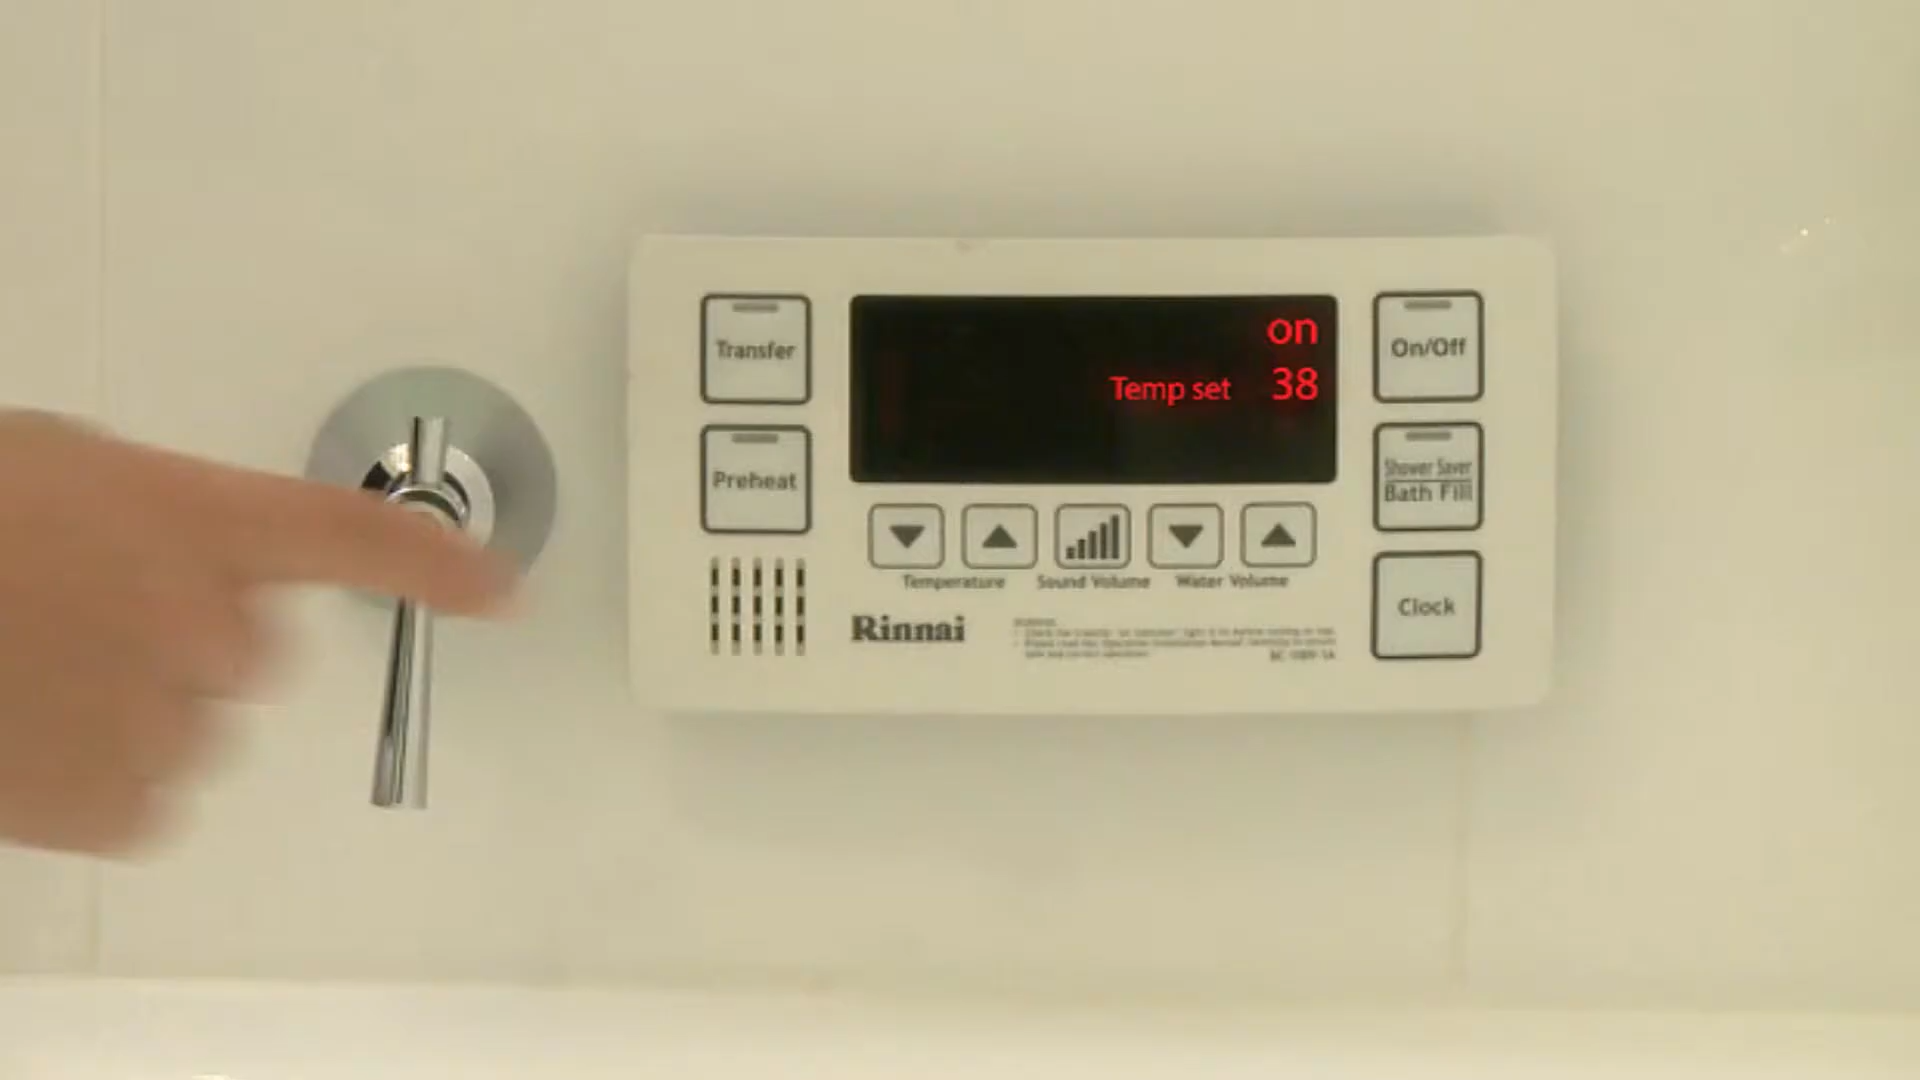 on
Temp set 38
Transfer
On/Off
Preheat
Shower Saver
Bath Fill
Temperature Sound Volume Water Volume
Clock
Rinnai